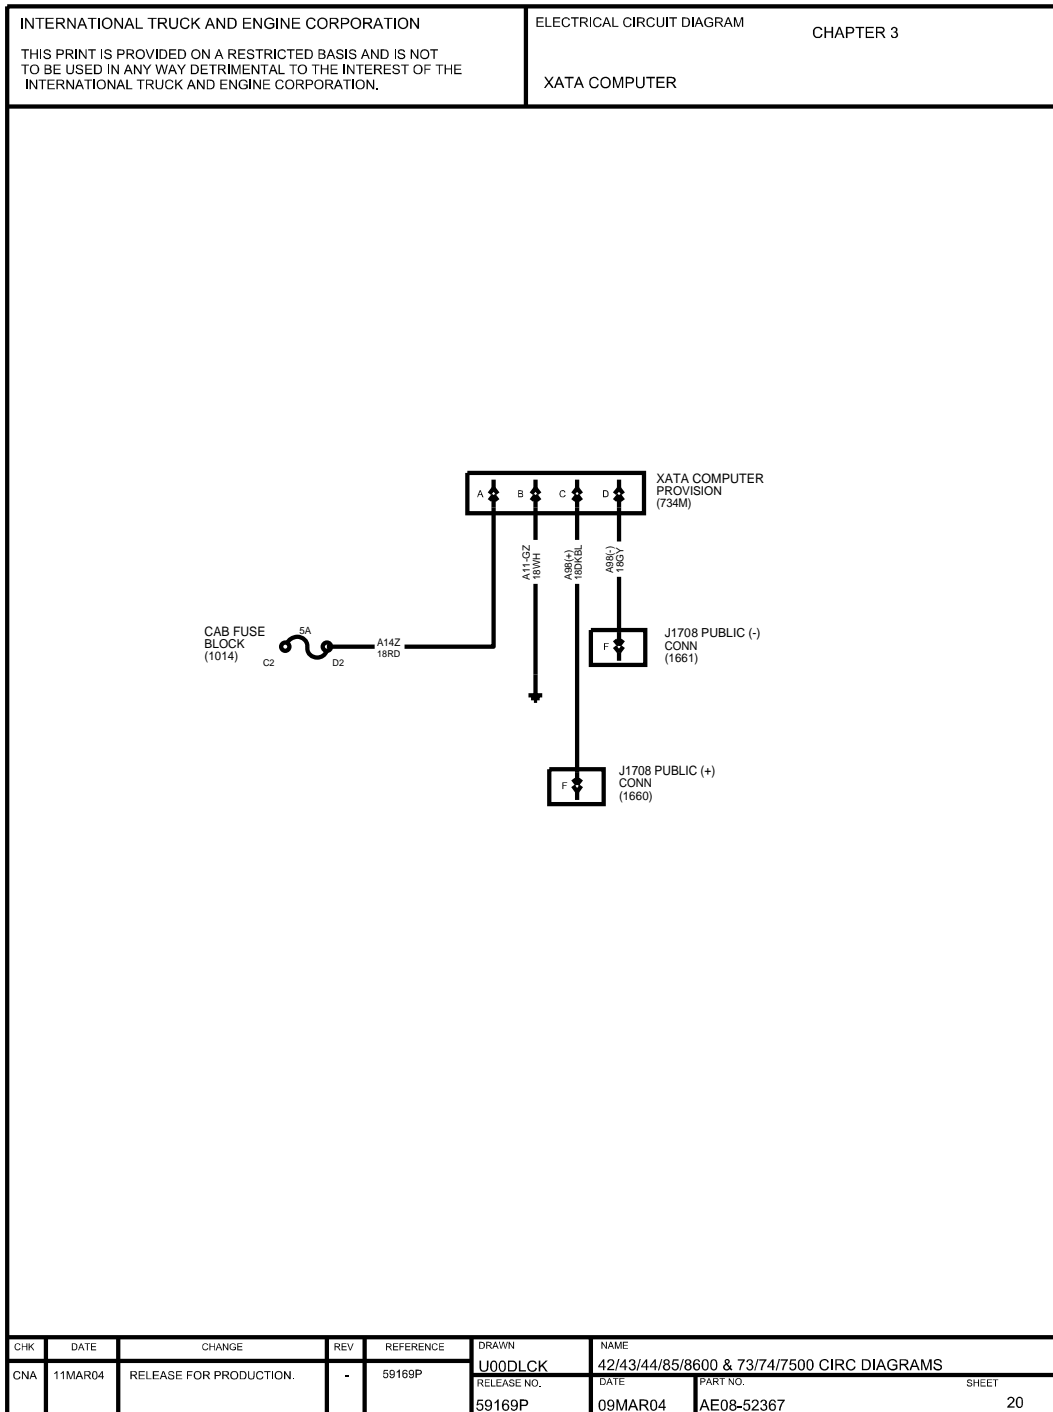 INTERNATIONAL TRUCK AND ENGINE CORPORATION
THIS PRINT IS PROVIDED ON A RESTRICTED BASIS AND IS NOT
TO BE USED IN ANY WAY DETRIMENTAL TO THE INTEREST OF THE
INTERNATIONAL TRUCK AND ENGINE CORPORATION.
ELECTRICAL CIRCUIT DIAGRAM
CHAPTER 3
XATA COMPUTER
A B C D
XATA COMPUTER
PROVISION
(734M)
A11-GZ
18WH
A98(+)
18DKBL
A98(-)
18GY
CAB FUSE
BLOCK
(1014)
5A
C2
D2
A14Z
18RD
F
J1708 PUBLIC (-)
CONN
(1661)
F
J1708 PUBLIC (+)
CONN
(1660)
CHK DATE CHANGE REV REFERENCE
CNA 11MAR04 RELEASE FOR PRODUCTION. - 59169P
DRAWN
U00DLCK
NAME
42/43/44/85/8600 & 73/74/7500 CIRC DIAGRAMS
RELEASE NO.
59169P
DATE
09MAR04
PART NO.
AE08-52367
SHEET
20